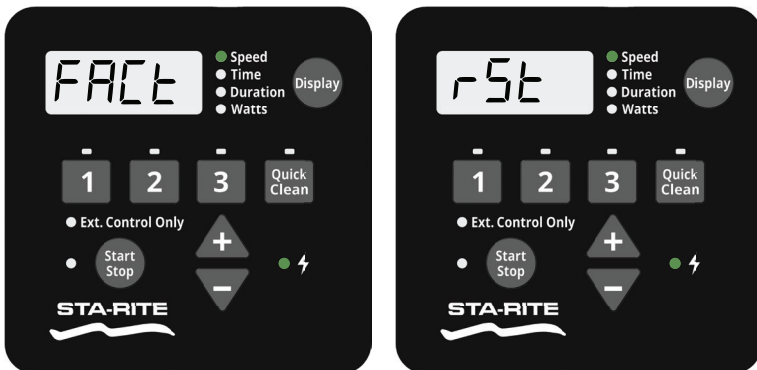 FACt
Speed
Time
Duration
Watts
Display
1 2 3 Quick Clean
Ext. Control Only
Start
Stop
+
−
STA-RITE
rSt
Speed
Time
Duration
Watts
Display
1 2 3 Quick Clean
Ext. Control Only
Start
Stop
+
−
STA-RITE